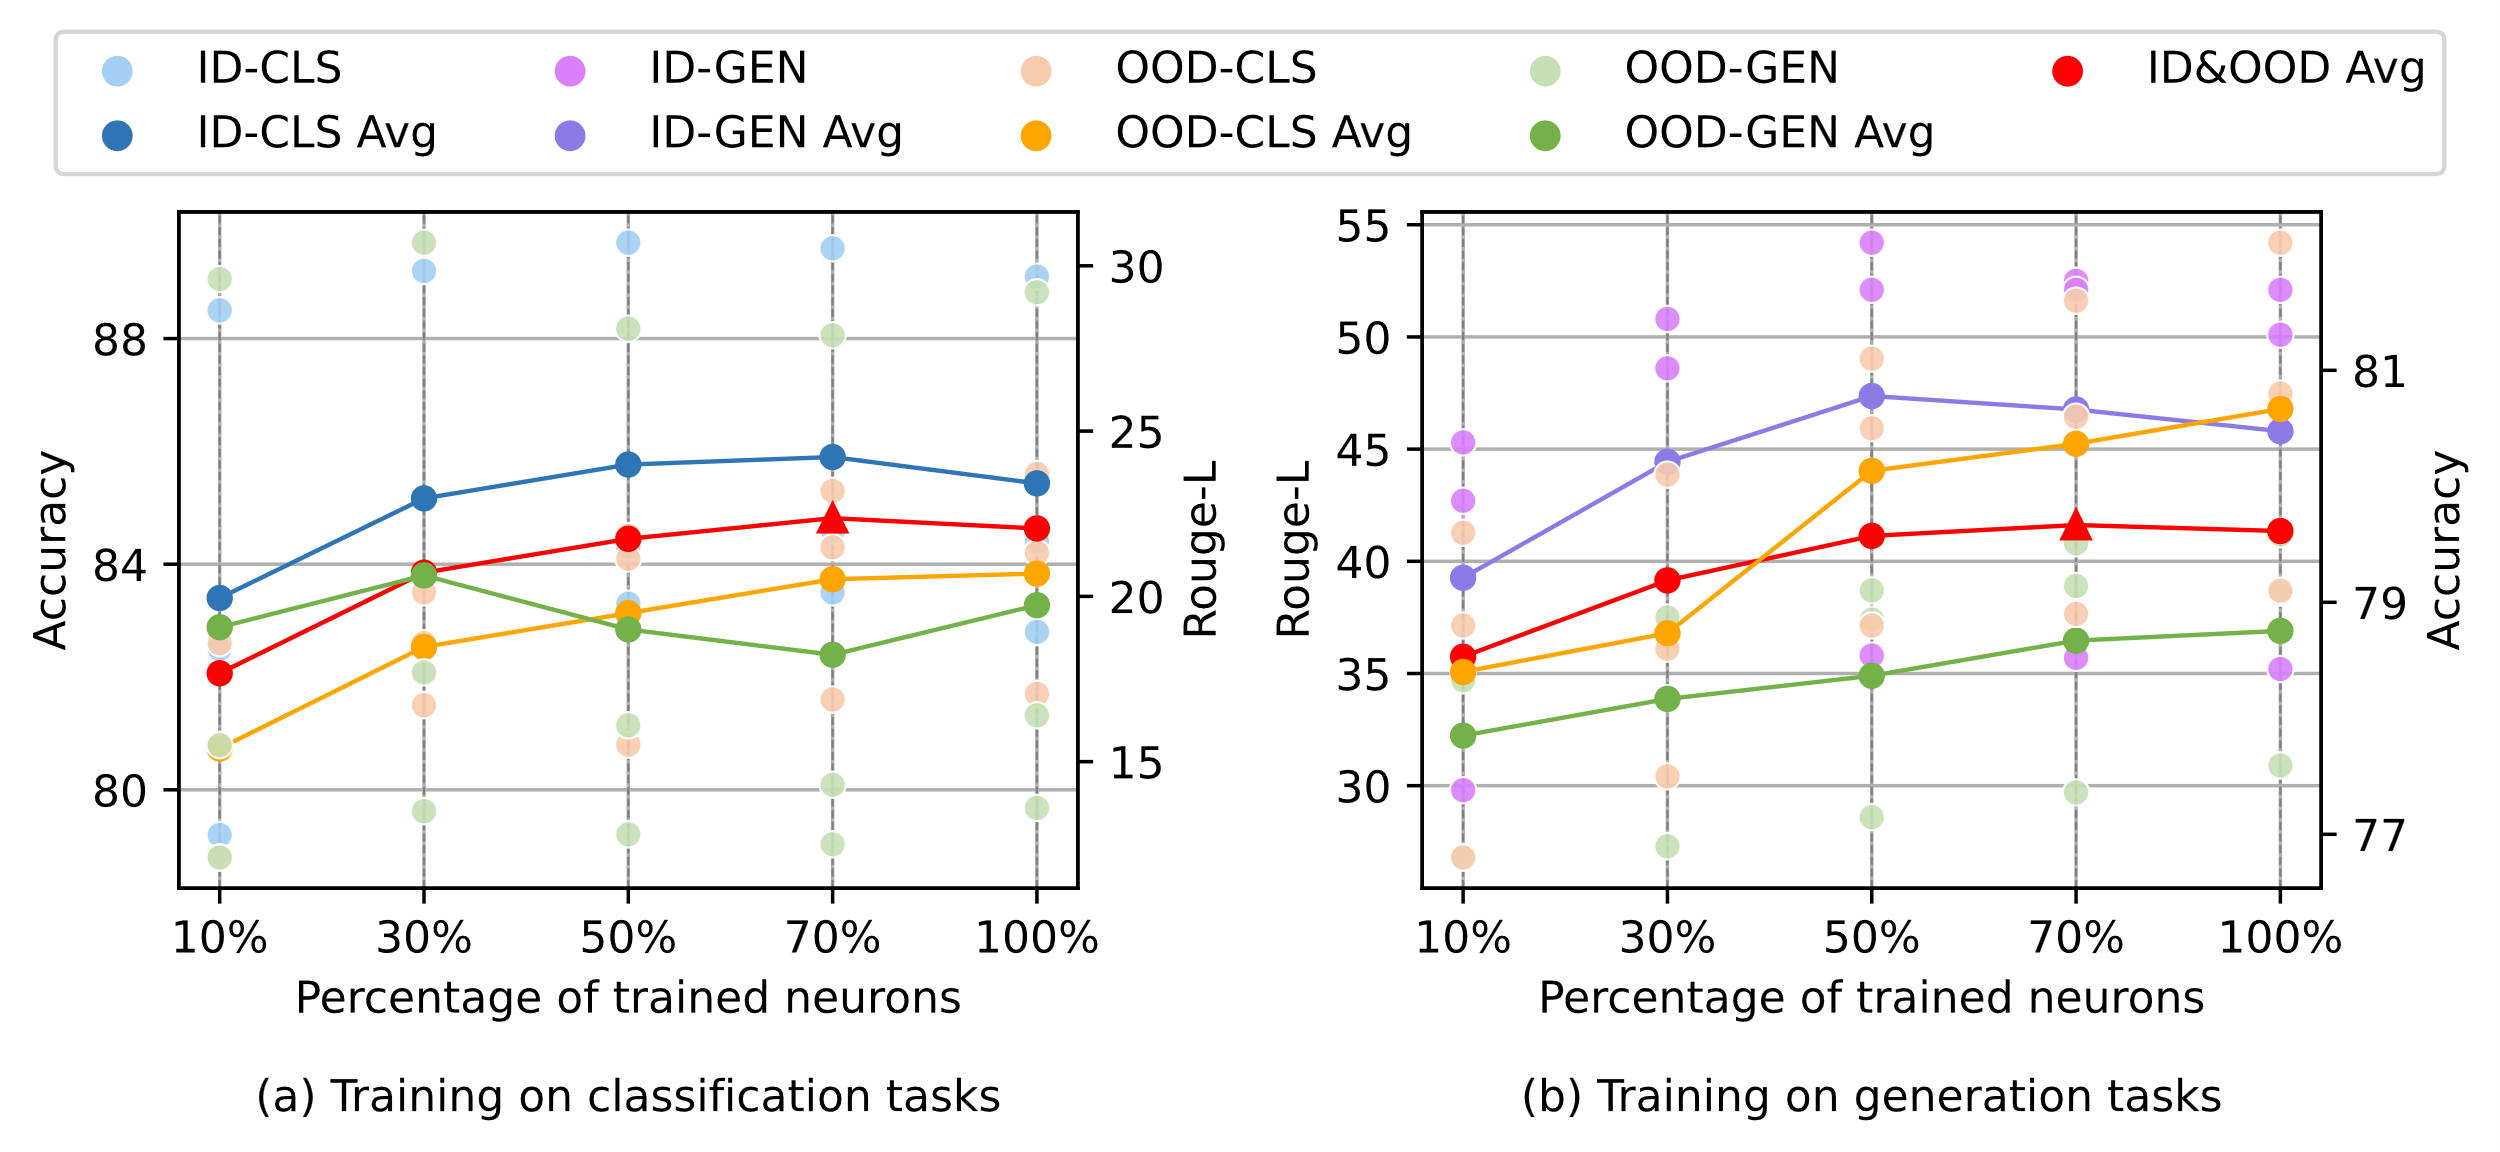 ID-CLS ID-GEN OOD-CLS OOD-GEN ID&OOD Avg
ID-CLS Avg ID-GEN Avg OOD-CLS Avg OOD-GEN Avg
88
84
80
Accuracy
30
25
20
15
Rouge-L
10% 30% 50% 70% 100%
Percentage of trained neurons
(a) Training on classification tasks
55
50
45
40
35
30
Rouge-L
81
79
77
Accuracy
10% 30% 50% 70% 100%
Percentage of trained neurons
(b) Training on generation tasks